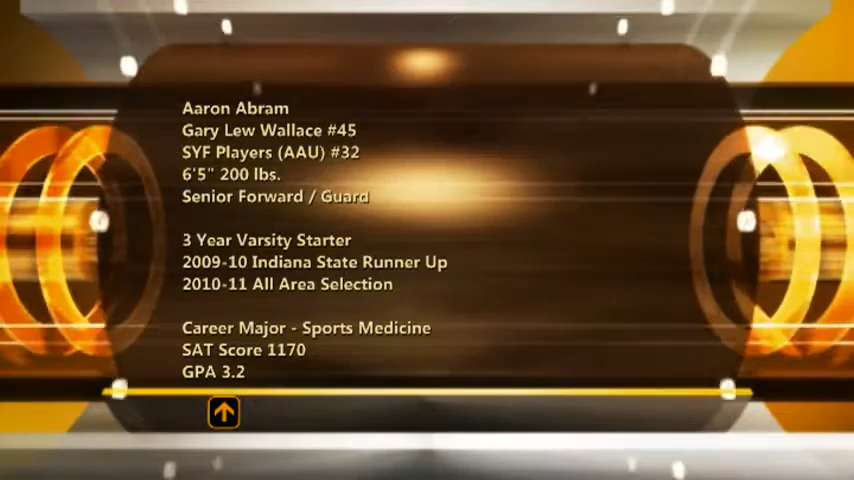 Aaron Abram
Gary Lew Wallace #45
SYF Players (AAU) #32
6'5" 200 lbs.
Senior Forward / Guard
3 Year Varsity Starter
2009-10 Indiana State Runner Up
2010-11 All Area Selection
Career Major - Sports Medicine
SAT Score 1170
GPA 3.2